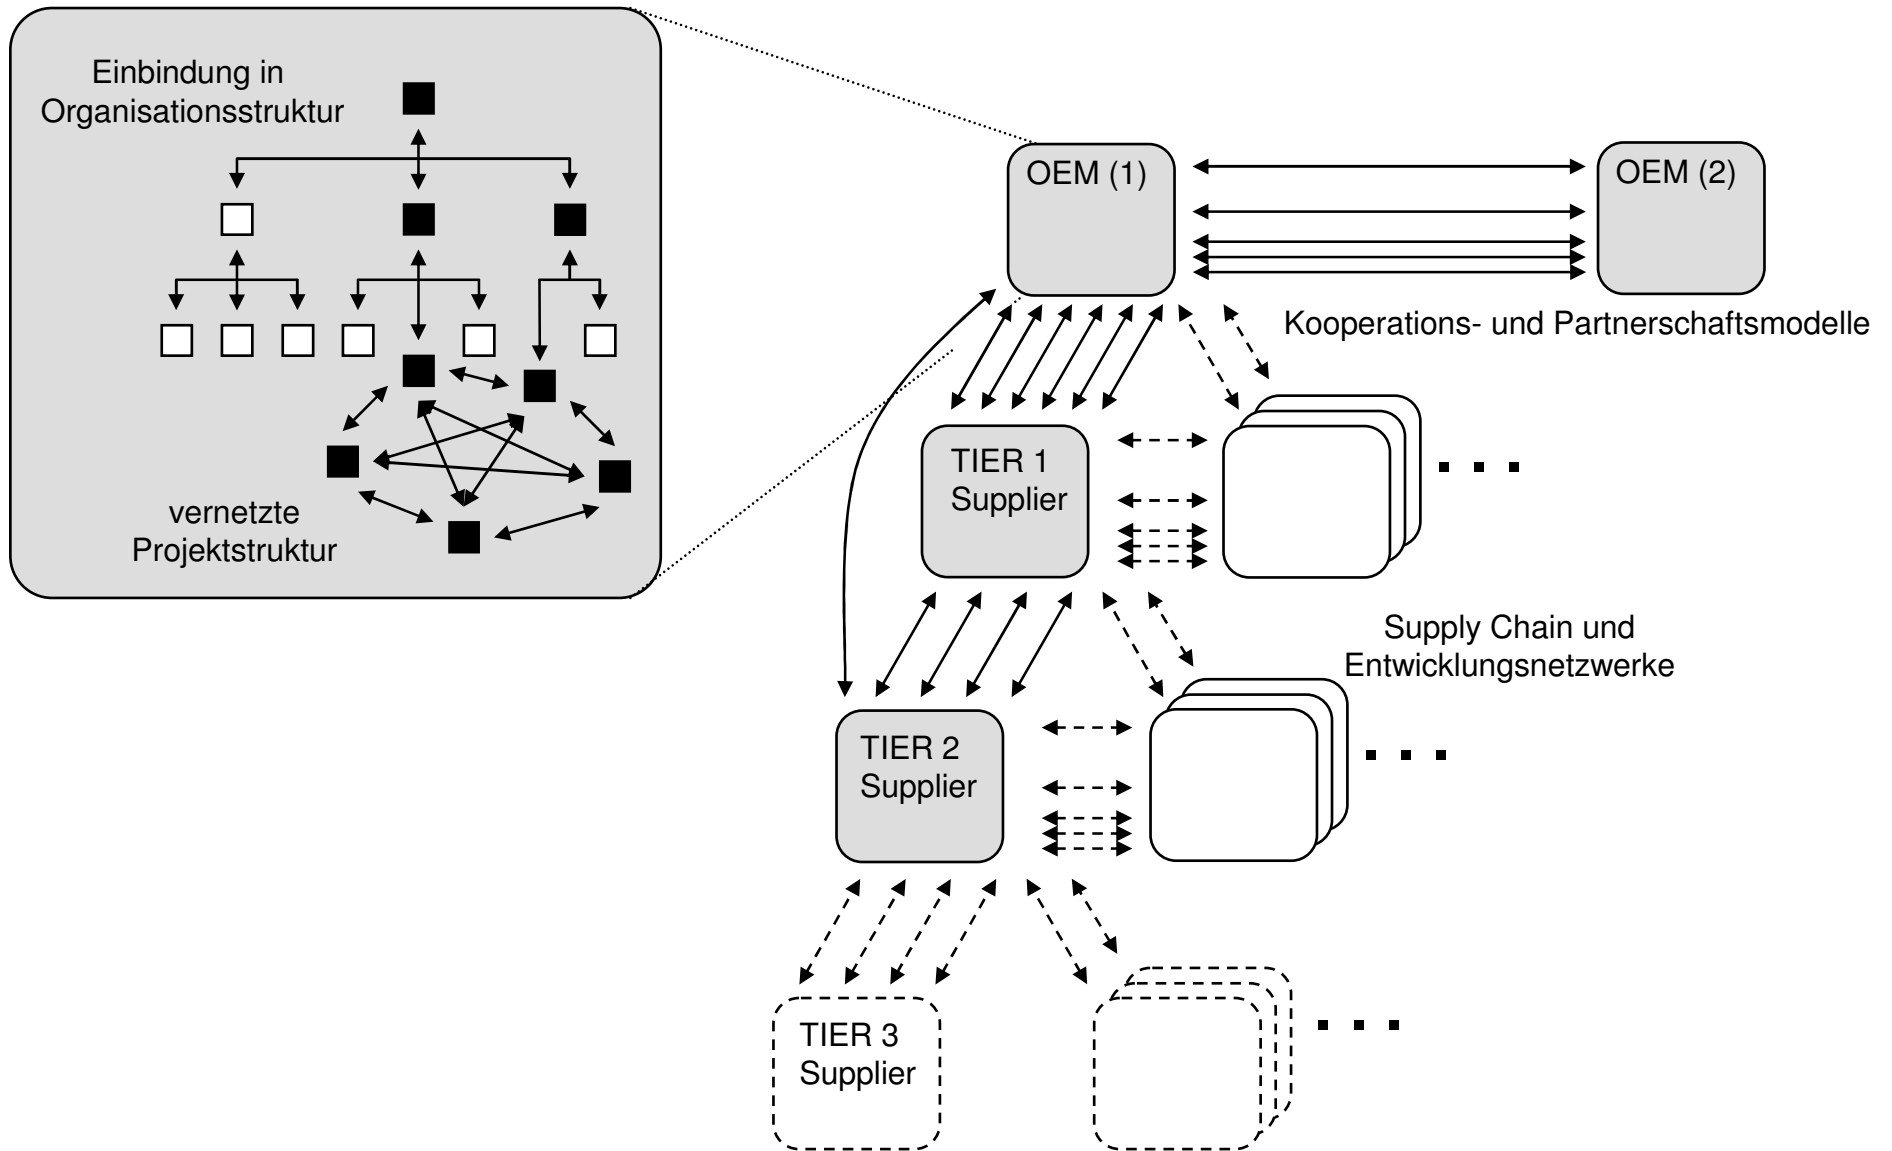 Einbindung in
Organisationsstruktur
vernetzte
Projektstruktur
OEM (1)
OEM (2)
Kooperations- und Partnerschaftsmodelle
TIER 1
Supplier
Supply Chain und
Entwicklungsnetzwerke
TIER 2
Supplier
TIER 3
Supplier